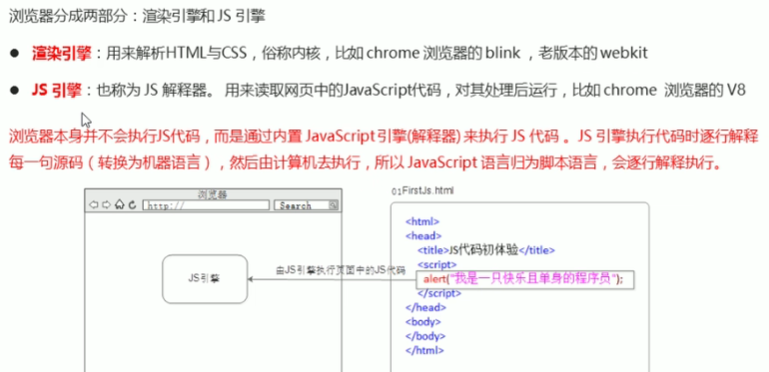 浏览器分成两部分：渲染引擎和 JS 引擎
● 渲染引擎：用来解析HTML与CSS，俗称内核，比如 chrome 浏览器的 blink ，老版本的 webkit
● JS 引擎：也称为 JS 解释器。 用来读取网页中的JavaScript代码，对其处理后运行，比如 chrome 浏览器的 V8
浏览器本身并不会执行JS代码，而是通过内置 JavaScript 引擎(解释器) 来执行 JS 代码 。JS 引擎执行代码时逐行解释
每一句源码（转换为机器语言），然后由计算机去执行，所以 JavaScript 语言归为脚本语言，会逐行解释执行。
浏览器
http://
Search
JS引擎
由JS引擎执行页面中的JS代码
01FirstJs.html
<html>
<head>
<title>JS代码初体验</title>
<script>
alert("我是一只快乐且单身的程序员");
</script>
</head>
<body>
</body>
</html>